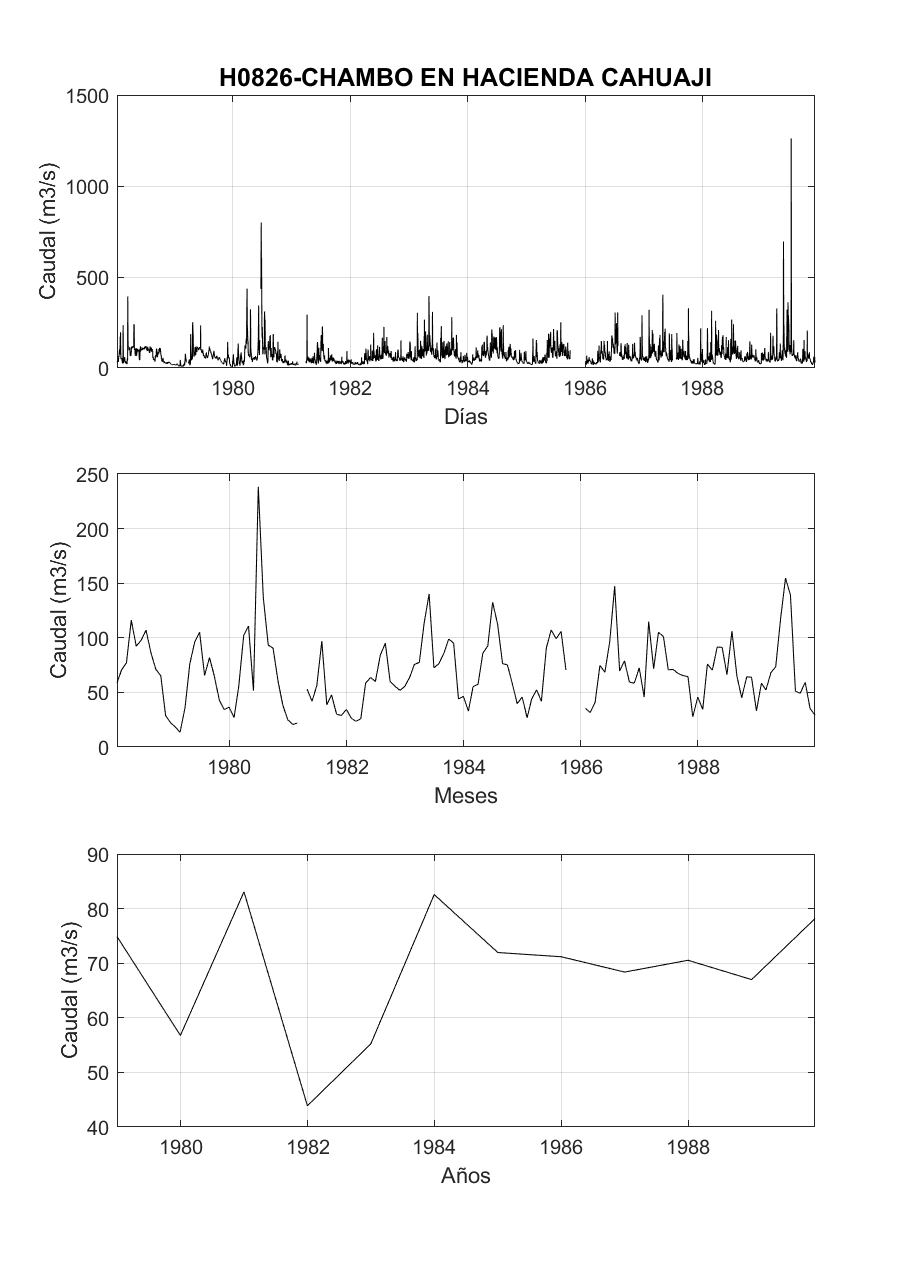 H0826-CHAMBO EN HACIENDA CAHUAJI
1500
1000
500
0
Caudal (m3/s)
1980 1982 1984 1986 1988
Días
250
200
150
100
50
0
Caudal (m3/s)
1980 1982 1984 1986 1988
Meses
90
80
70
60
50
40
Caudal (m3/s)
1980 1982 1984 1986 1988
Años